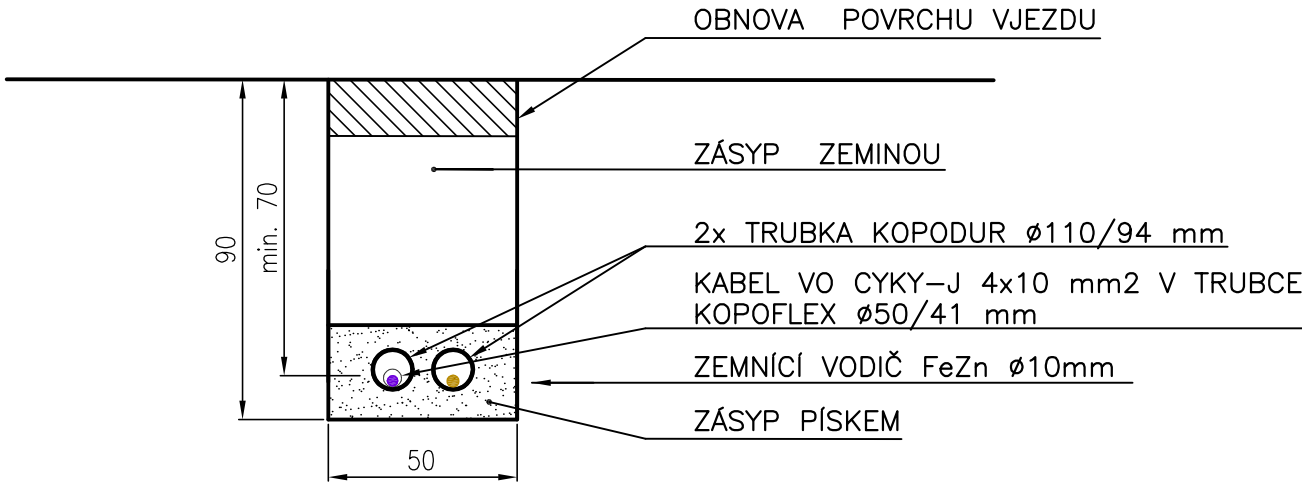 OBNOVA POVRCHU VJEZDU
ZÁSYP ZEMINOU
2x TRUBKA KOPODUR ø110/94 mm
KABEL VO CYKY-J 4x10 mm2 V TRUBCE
KOPOFLEX ø50/41 mm
ZEMNÍCÍ VODIČ FeZn ø10mm
ZÁSYP PÍSKEM
90
min. 70
50